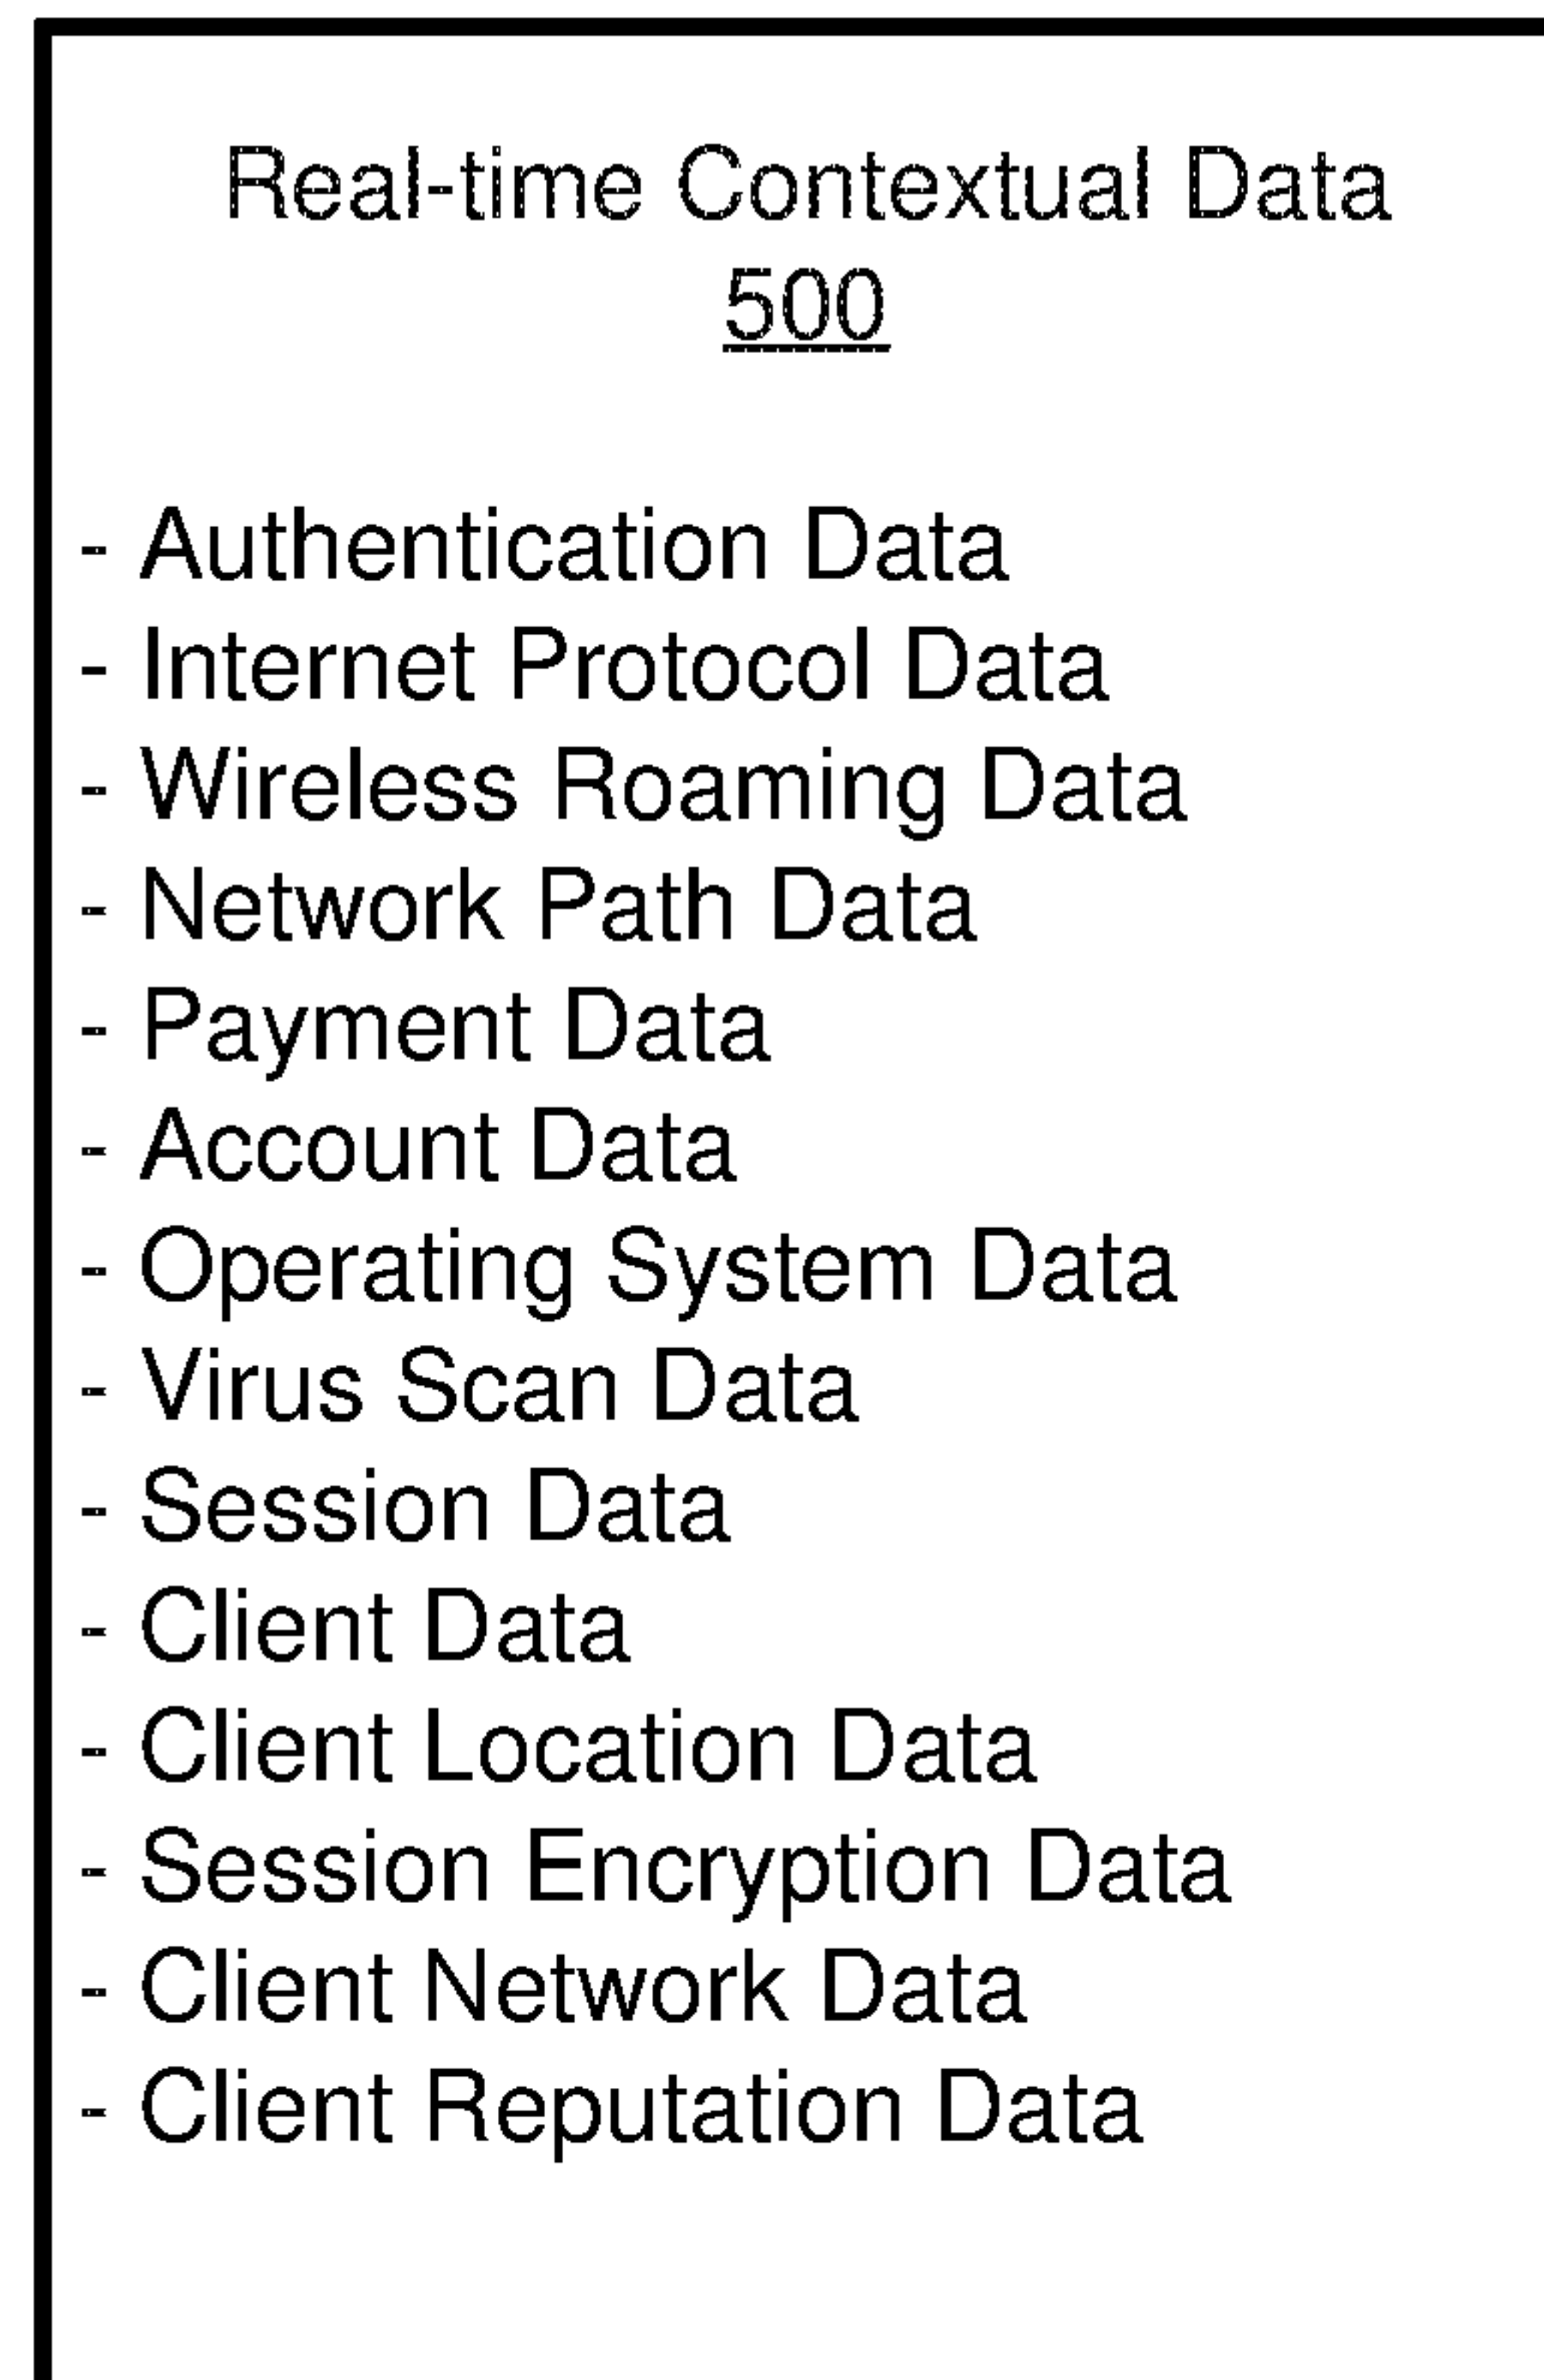 Real-time Contextual Data
500
- Authentication Data
- Internet Protocol Data
- Wireless Roaming Data
- Network Path Data
- Payment Data
- Account Data
- Operating System Data
- Virus Scan Data
- Session Data
- Client Data
- Client Location Data
- Session Encryption Data
- Client Network Data
- Client Reputation Data